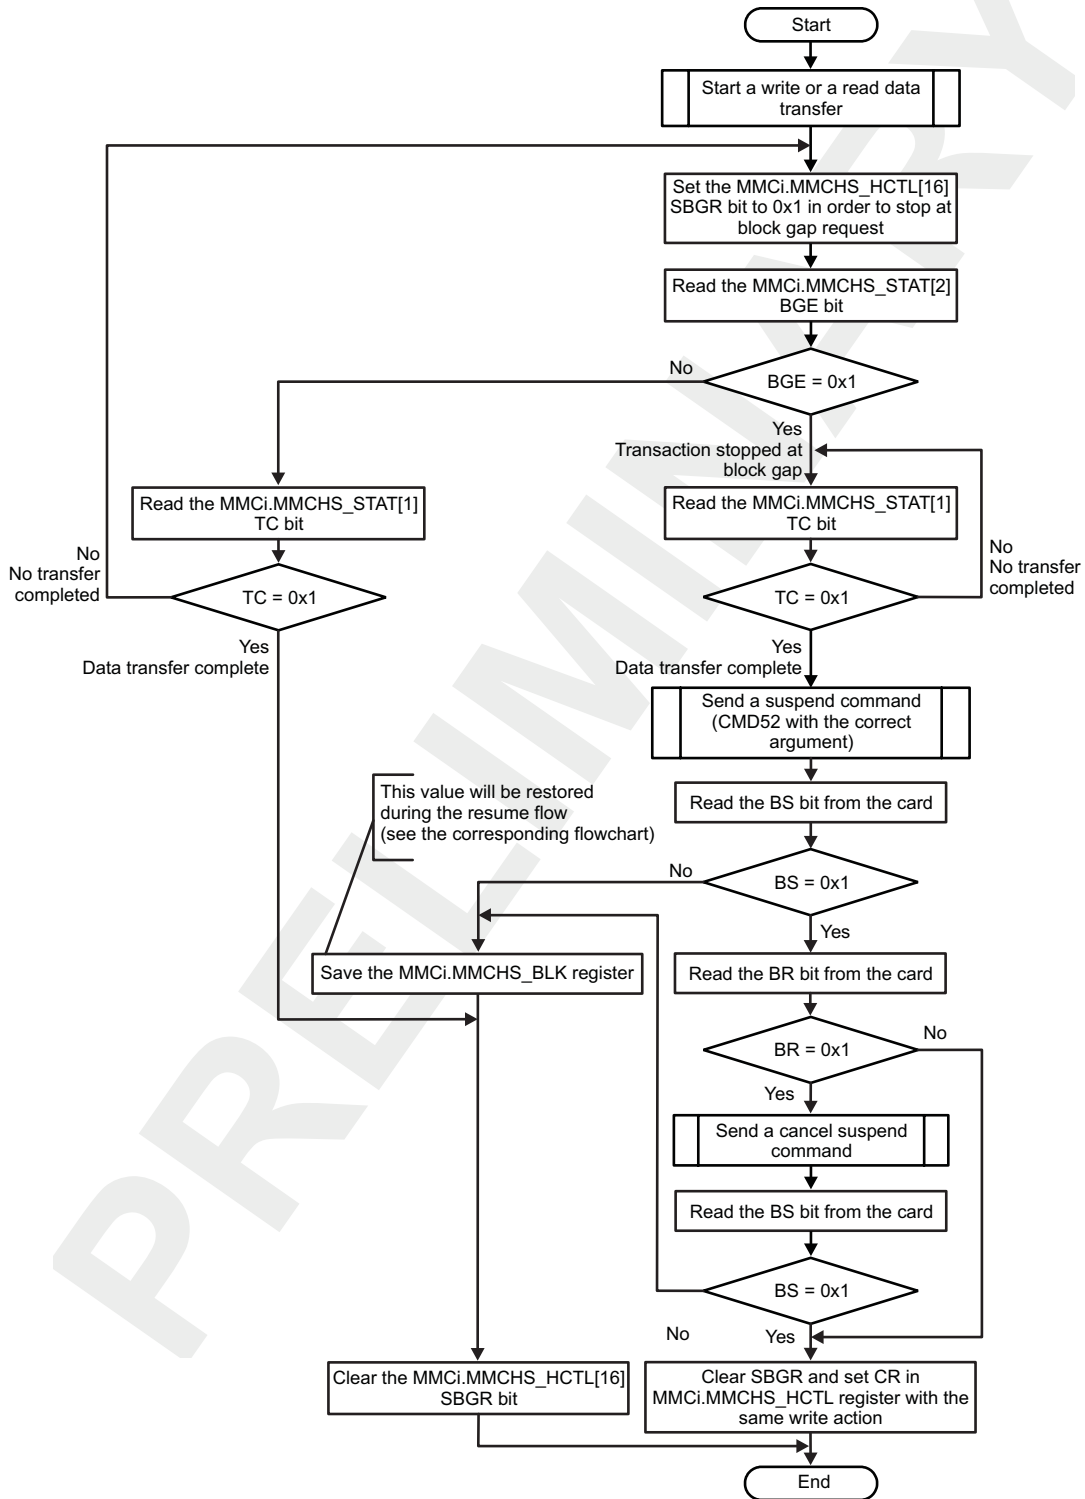 Start
Start a write or a read data
transfer
Set the MMCi.MMCHS_HCTL[16]
SBGR bit to 0x1 in order to stop at
block gap request
Read the MMCi.MMCHS_STAT[2]
BGE bit
No
BGE = 0x1
Yes
Transaction stopped at
block gap
Read the MMCi.MMCHS_STAT[1]
TC bit
Read the MMCi.MMCHS_STAT[1]
TC bit
No
No transfer
completed
TC = 0x1
TC = 0x1
No
No transfer
completed
Yes
Data transfer complete
Yes
Data transfer complete
Send a suspend command
(CMD52 with the correct
argument)
This value will be restored
during the resume flow
(see the corresponding flowchart)
Read the BS bit from the card
No
BS = 0x1
Yes
Save the MMCi.MMCHS_BLK register
Read the BR bit from the card
BR = 0x1
No
Yes
Send a cancel suspend
command
Read the BS bit from the card
BS = 0x1
No
Yes
Clear the MMCi.MMCHS_HCTL[16]
SBGR bit
Clear SBGR and set CR in
MMCi.MMCHS_HCTL register with the
same write action
End
PRELIMINARY